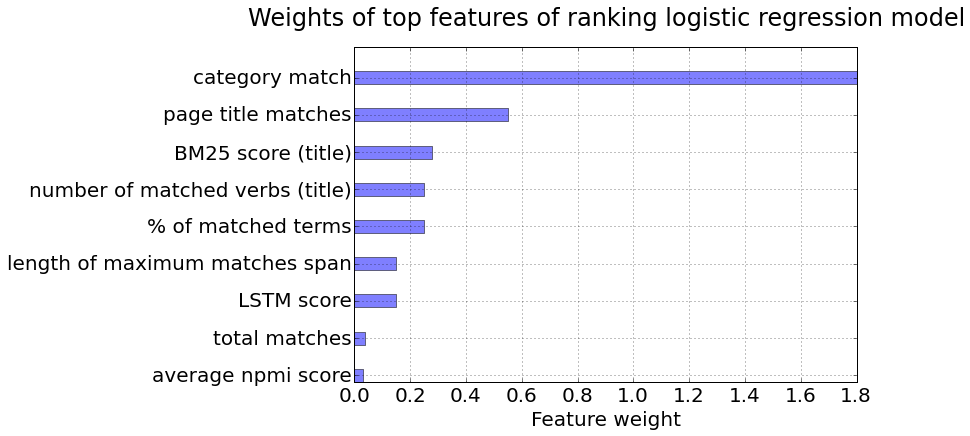 Weights of top features of ranking logistic regression model
category match
page title matches
BM25 score (title)
number of matched verbs (title)
% of matched terms
length of maximum matches span
LSTM score
total matches
average npmi score
0.0 0.2 0.4 0.6 0.8 1.0 1.2 1.4 1.6 1.8
Feature weight